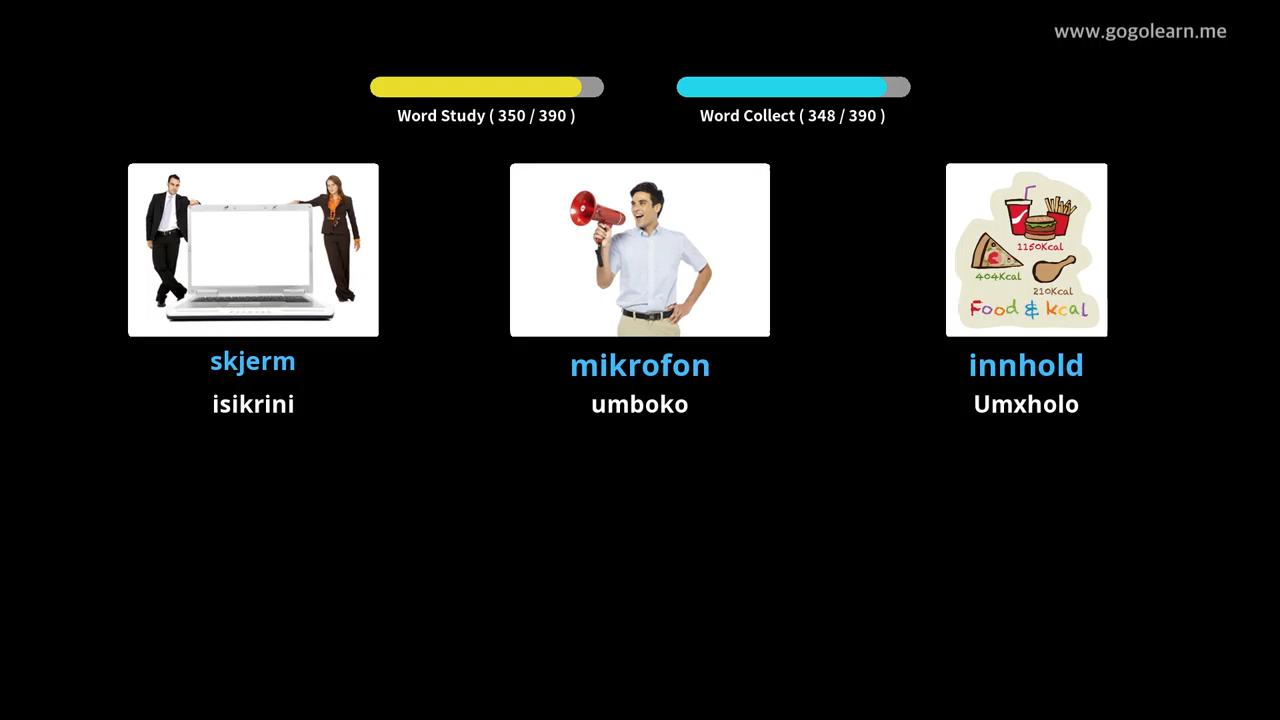 www.gogolearn.me
Word Study ( 350 / 390 )
Word Collect ( 348 / 390 )
1150Kcal
404Kcal
210Kcal
Food & kcal
skjerm
mikrofon
innhold
isikrini
umboko
Umxholo